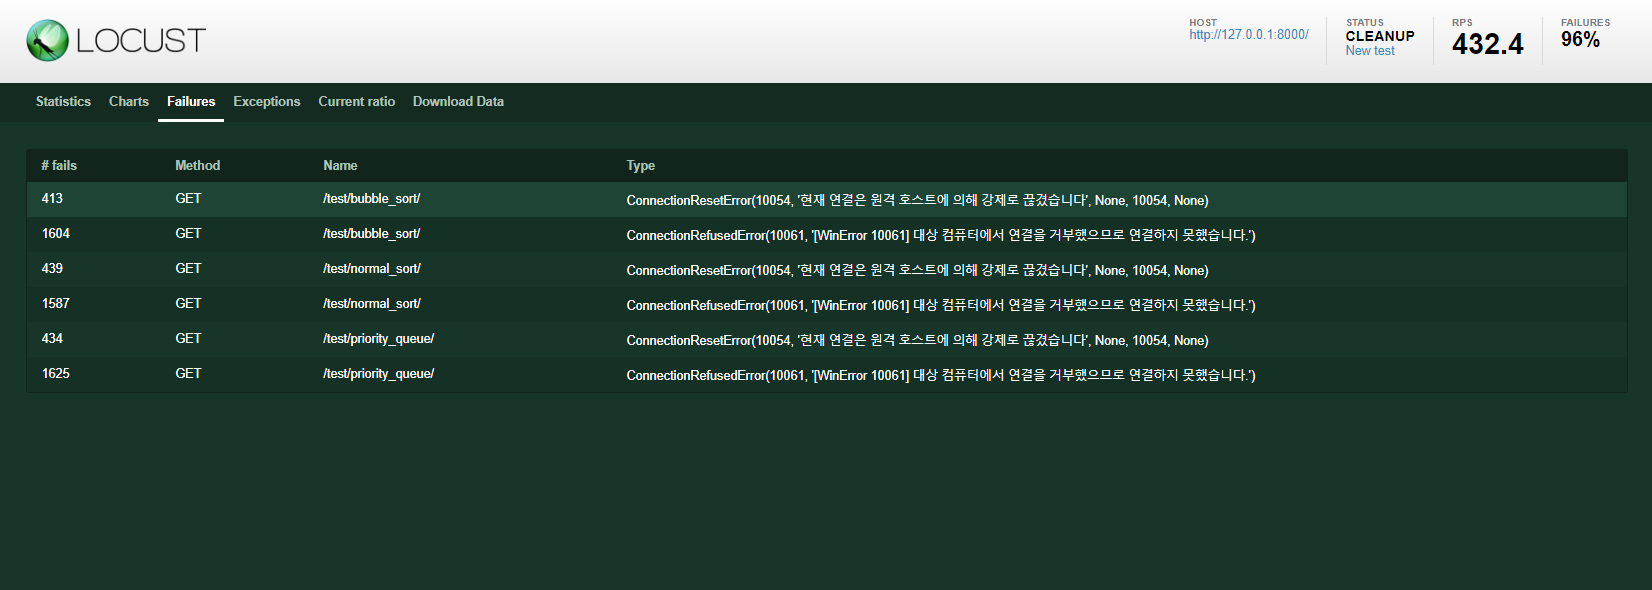 LOCUST
HOST
http://127.0.0.1:8000/
STATUS
CLEANUP
New test
RPS
432.4
FAILURES
96%
Statistics Charts Failures Exceptions Current ratio Download Data
# fails Method Name Type
413 GET /test/bubble_sort/ ConnectionResetError(10054, '현재 연결은 원격 호스트에 의해 강제로 끊겼습니다', None, 10054, None)
1604 GET /test/bubble_sort/ ConnectionRefusedError(10061, '[WinError 10061] 대상 컴퓨터에서 연결을 거부했으므로 연결하지 못했습니다.')
439 GET /test/normal_sort/ ConnectionResetError(10054, '현재 연결은 원격 호스트에 의해 강제로 끊겼습니다', None, 10054, None)
1587 GET /test/normal_sort/ ConnectionRefusedError(10061, '[WinError 10061] 대상 컴퓨터에서 연결을 거부했으므로 연결하지 못했습니다.')
434 GET /test/priority_queue/ ConnectionResetError(10054, '현재 연결은 원격 호스트에 의해 강제로 끊겼습니다', None, 10054, None)
1625 GET /test/priority_queue/ ConnectionRefusedError(10061, '[WinError 10061] 대상 컴퓨터에서 연결을 거부했으므로 연결하지 못했습니다.')